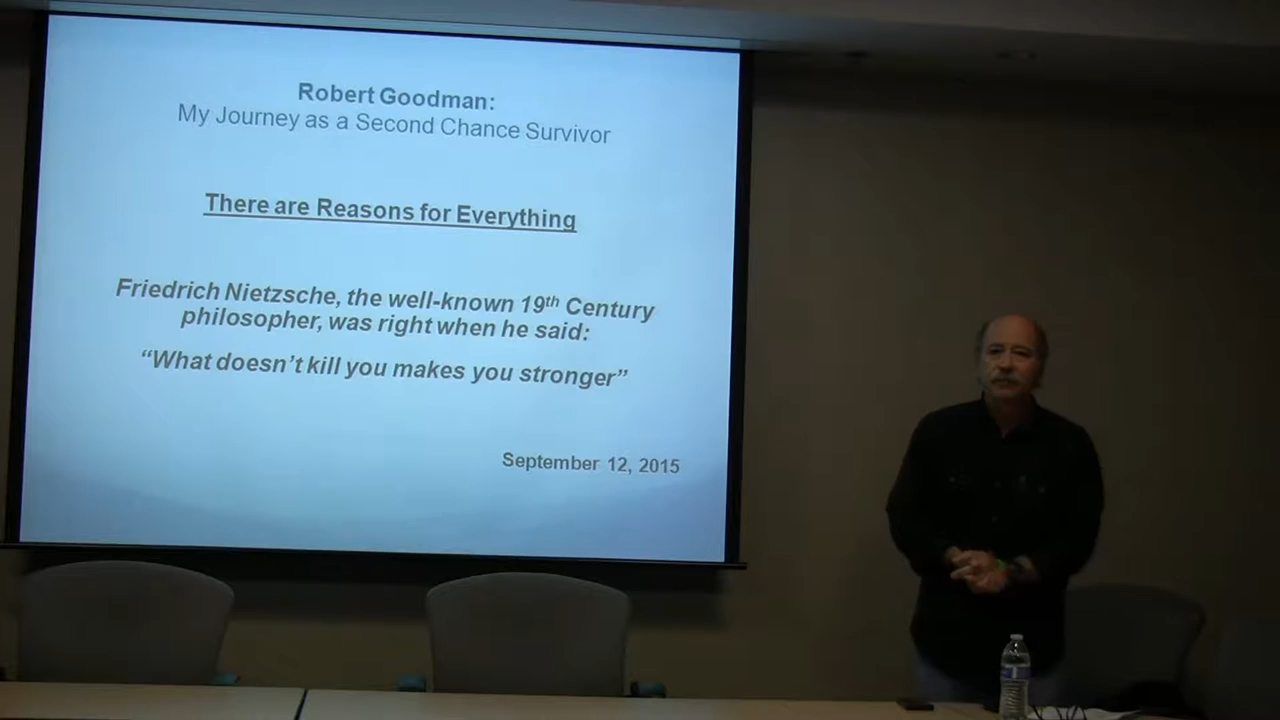 Robert Goodman:
My Journey as a Second Chance Survivor
There are Reasons for Everything
Friedrich Nietzsche, the well-known 19th Century
philosopher, was right when he said:
“What doesn’t kill you makes you stronger”
September 12, 2015